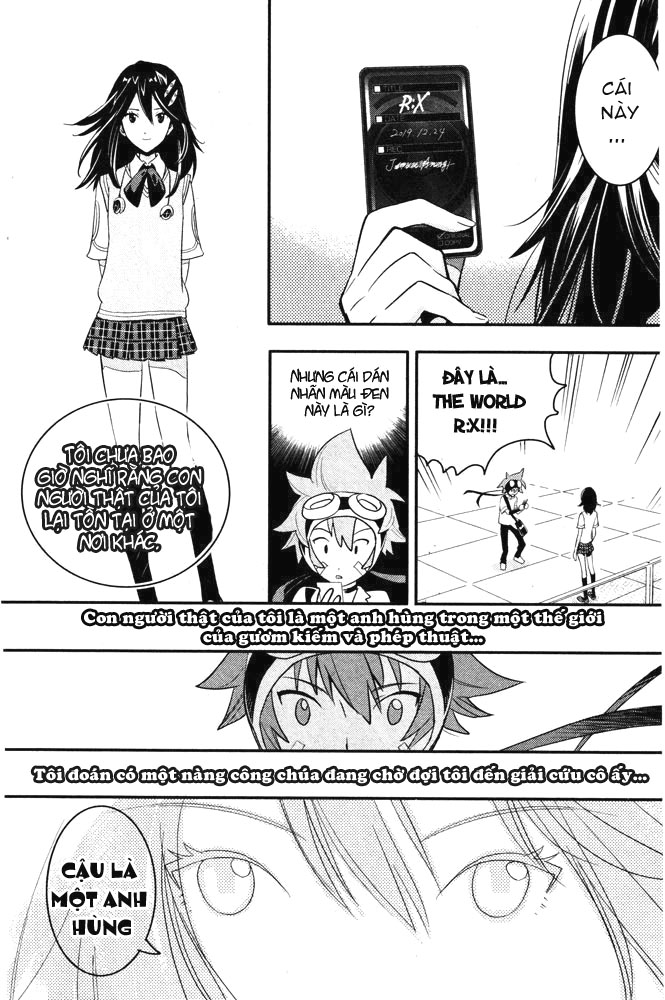 CÁI
NÀY
...
TITLE
R:X
DATE
2019.12.24
REC
ĐÂY LÀ...
THE WORLD
R:X!!!
NHƯNG CÁI DÁN
NHÃN MÀU ĐEN
NÀY LÀ GÌ?
TÔI CHƯA BAO
GIỜ NGHĨ RẰNG CON
NGƯỜI THẬT CỦA TÔI
LẠI TỒN TẠI Ở MỘT
NƠI KHÁC.
Con người thật của tôi là một anh hùng trong một thế giới
của gươm kiếm và phép thuật...
Tôi đoán có một nàng công chúa đang chờ đợi tôi đến giải cứu cô ấy...
CẬU LÀ
MỘT ANH
HÙNG